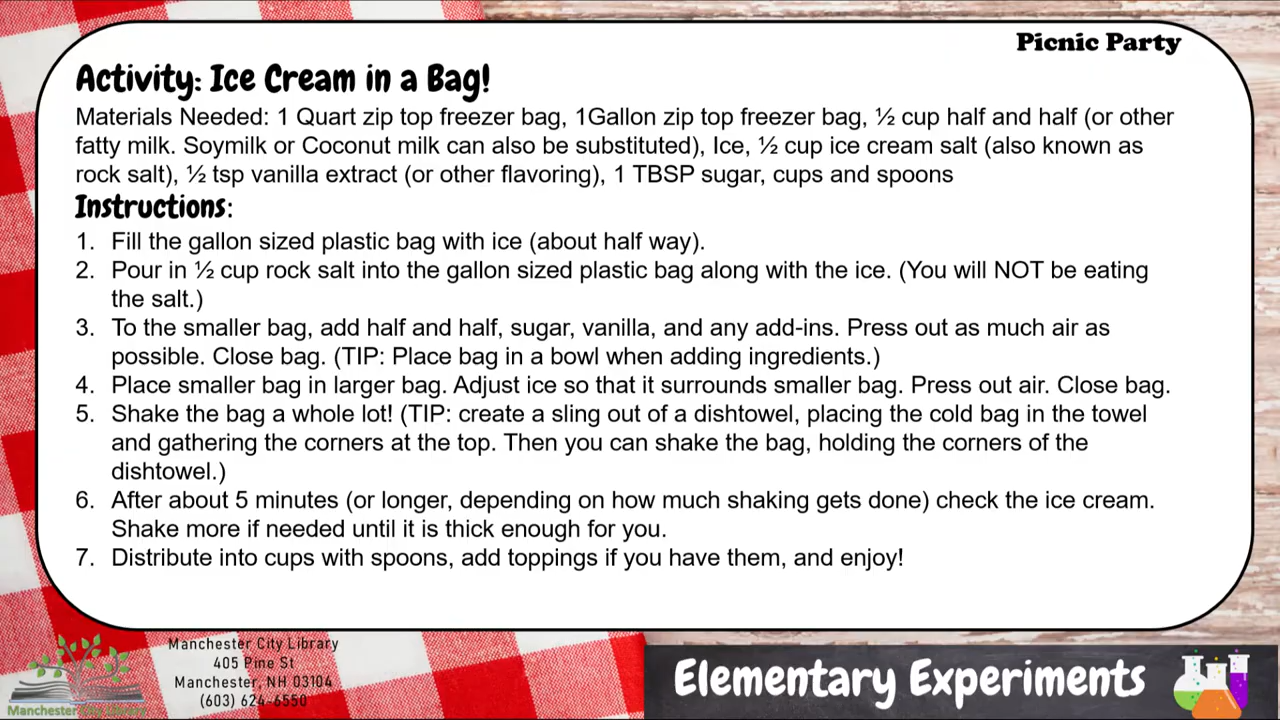 Picnic Party
Activity: Ice Cream in a Bag!
Materials Needed: 1 Quart zip top freezer bag, 1Gallon zip top freezer bag, ½ cup half and half (or other
fatty milk. Soymilk or Coconut milk can also be substituted), Ice, ½ cup ice cream salt (also known as
rock salt), ½ tsp vanilla extract (or other flavoring), 1 TBSP sugar, cups and spoons
Instructions:
1. Fill the gallon sized plastic bag with ice (about half way).
2. Pour in ½ cup rock salt into the gallon sized plastic bag along with the ice. (You will NOT be eating
the salt.)
3. To the smaller bag, add half and half, sugar, vanilla, and any add-ins. Press out as much air as
possible. Close bag. (TIP: Place bag in a bowl when adding ingredients.)
4. Place smaller bag in larger bag. Adjust ice so that it surrounds smaller bag. Press out air. Close bag.
5. Shake the bag a whole lot! (TIP: create a sling out of a dishtowel, placing the cold bag in the towel
and gathering the corners at the top. Then you can shake the bag, holding the corners of the
dishtowel.)
6. After about 5 minutes (or longer, depending on how much shaking gets done) check the ice cream.
Shake more if needed until it is thick enough for you.
7. Distribute into cups with spoons, add toppings if you have them, and enjoy!
Manchester City Library
405 Pine St
Manchester, NH 03104
(603) 624-6550
Manchester City Library
Elementary Experiments